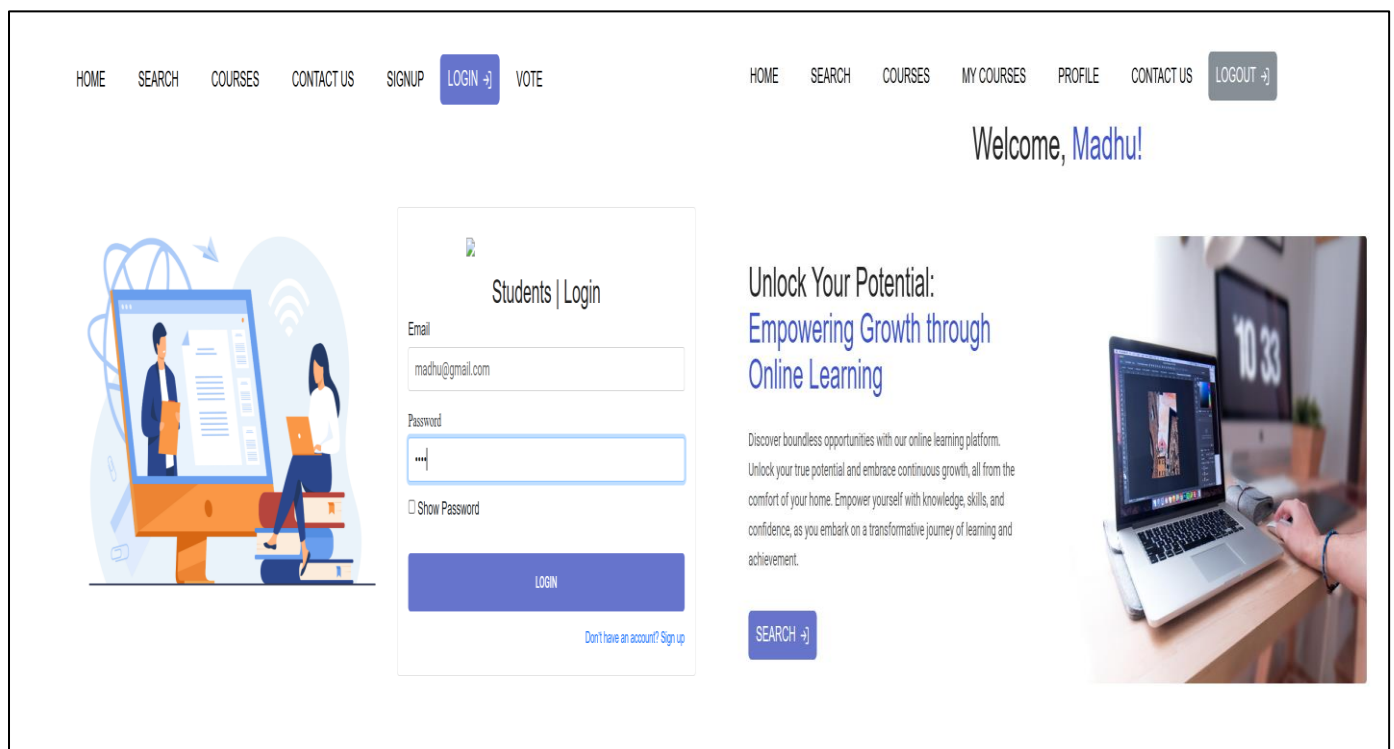 HOME SEARCH COURSES CONTACT US SIGNUP LOGIN VOTE
Students | Login
Email
madhu@gmail.com
Password
••••
Show Password
LOGIN
Don't have an account? Sign up
HOME SEARCH COURSES MY COURSES PROFILE CONTACT US LOGOUT
Welcome, Madhu!
Unlock Your Potential:
Empowering Growth through
Online Learning
Discover boundless opportunities with our online learning platform.
Unlock your true potential and embrace continuous growth, all from the
comfort of your home. Empower yourself with knowledge, skills, and
confidence, as you embark on a transformative journey of learning and
achievement.
SEARCH
10 33